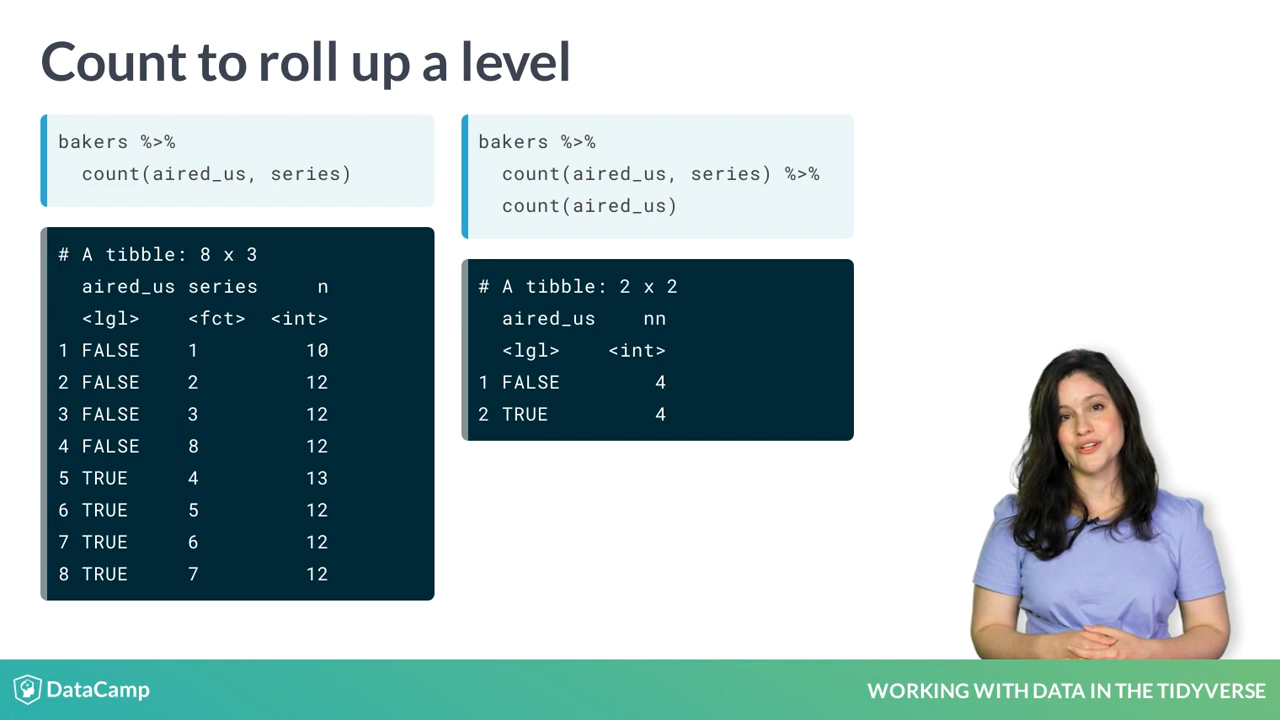 Count to roll up a level
bakers %>%
  count(aired_us, series)
# A tibble: 8 x 3
  aired_us series     n
  <lgl>    <fct>  <int>
1 FALSE    1         10
2 FALSE    2         12
3 FALSE    3         12
4 FALSE    8         12
5 TRUE     4         13
6 TRUE     5         12
7 TRUE     6         12
8 TRUE     7         12
bakers %>%
  count(aired_us, series) %>%
  count(aired_us)
# A tibble: 2 x 2
  aired_us    nn
  <lgl>    <int>
1 FALSE        4
2 TRUE         4
DataCamp
WORKING WITH DATA IN THE TIDYVERSE